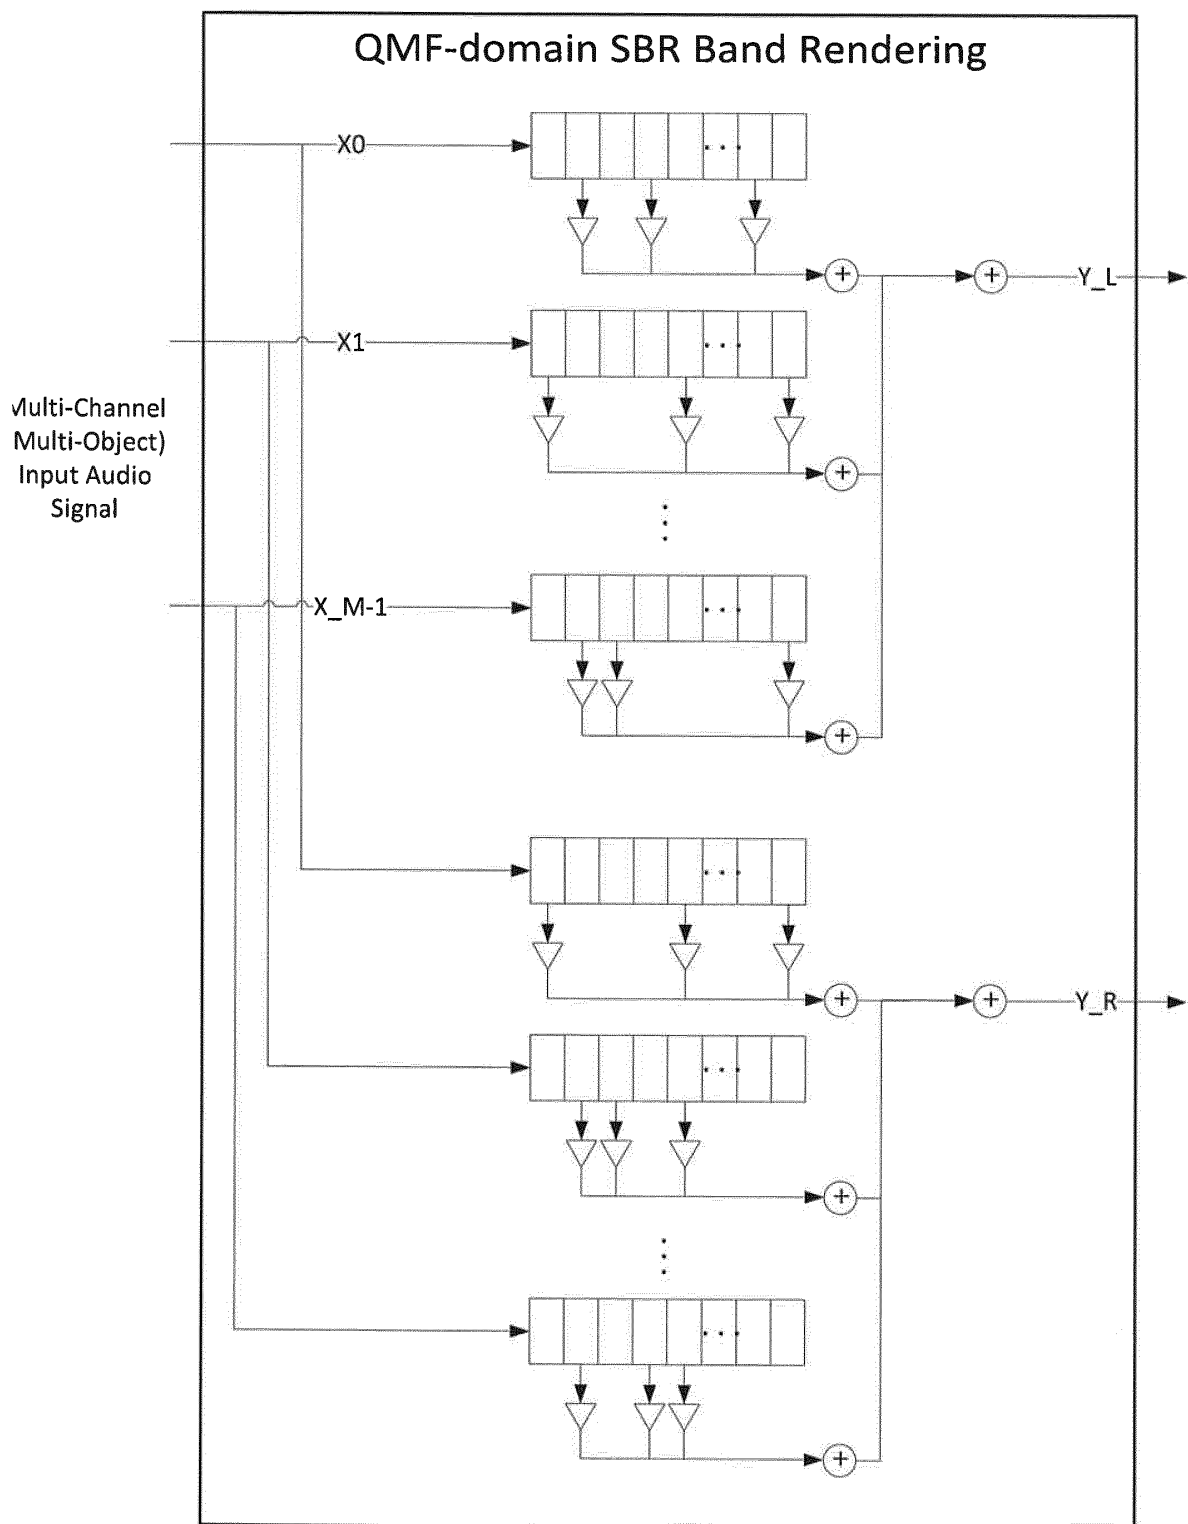 QMF-domain SBR Band Rendering
X0
Y_L
X1
Multi-Channel
Multi-Object)
Input Audio
Signal
X_M-1
Y_R